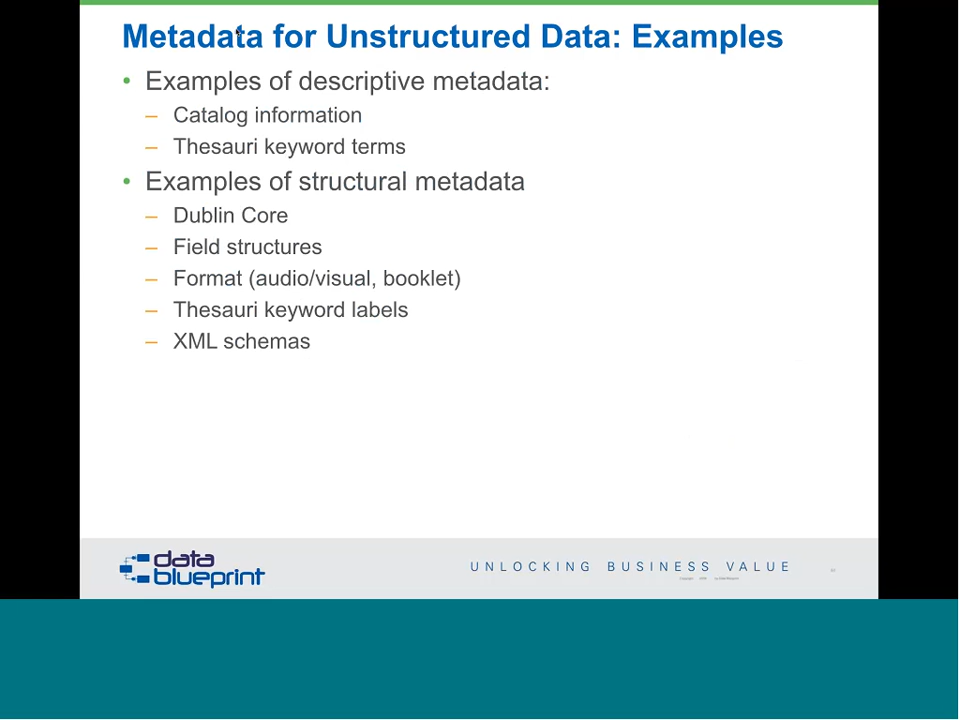 Metadata for Unstructured Data: Examples
• Examples of descriptive metadata:
– Catalog information
– Thesauri keyword terms
• Examples of structural metadata
– Dublin Core
– Field structures
– Format (audio/visual, booklet)
– Thesauri keyword labels
– XML schemas
data
blueprint
UNLOCKING BUSINESS VALUE